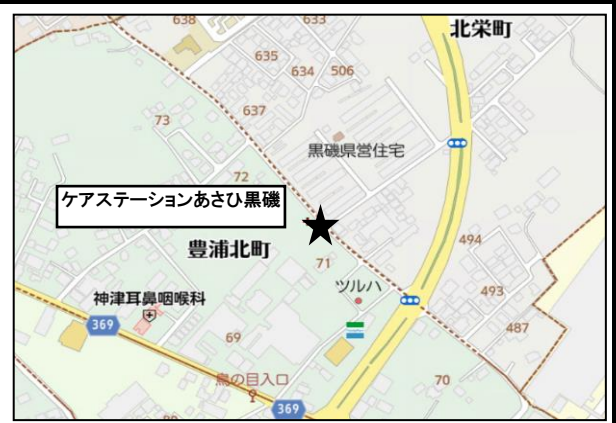 638
633
北栄町
635
634
506
637
73
黒磯県営住宅
72
ケアステーションあさひ黒磯
豊浦北町
71
494
ツルハ
493
神津耳鼻咽喉科
369
69
487
鳥の目入口
70
369